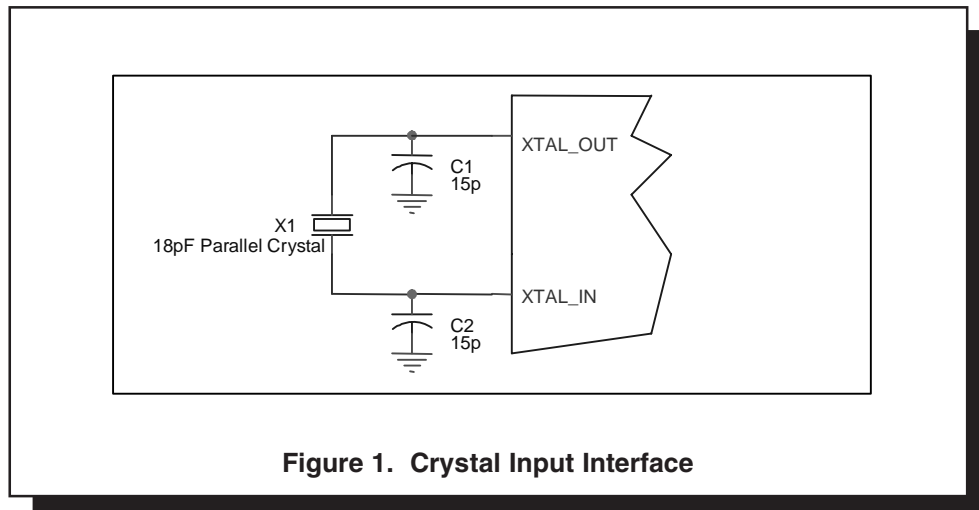 XTAL_OUT
C1
15p
X1
18pF Parallel Crystal
XTAL_IN
C2
15p
Figure 1. Crystal Input Interface